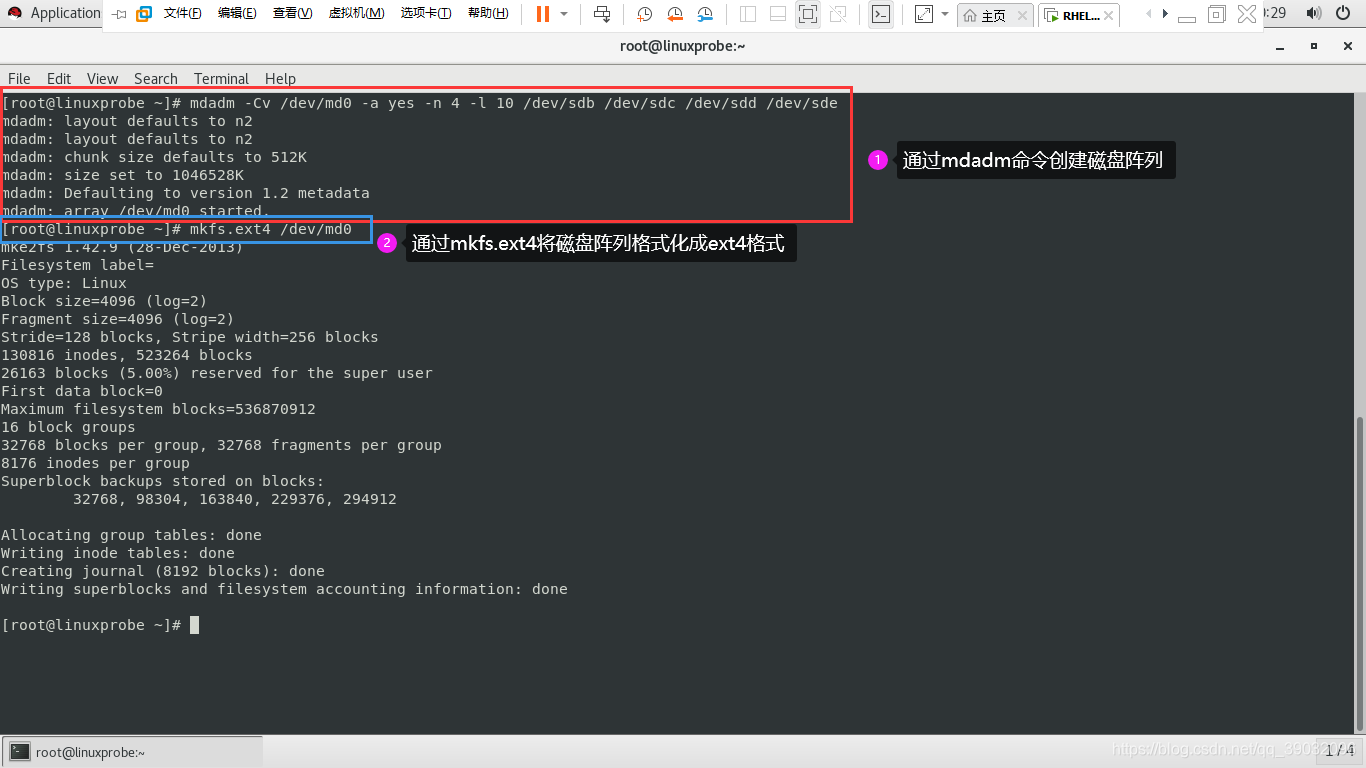 Application 文件(F) 编辑(E) 查看(V) 虚拟机(M) 选项卡(T) 帮助(H) 主页 RHEL... :29
root@linuxprobe:~
File Edit View Search Terminal Help
[root@linuxprobe ~]# mdadm -Cv /dev/md0 -a yes -n 4 -l 10 /dev/sdb /dev/sdc /dev/sdd /dev/sde
mdadm: layout defaults to n2
mdadm: layout defaults to n2
mdadm: chunk size defaults to 512K
1 通过mdadm命令创建磁盘阵列
mdadm: size set to 1046528K
mdadm: Defaulting to version 1.2 metadata
mdadm: array /dev/md0 started.
[root@linuxprobe ~]# mkfs.ext4 /dev/md0
2 通过mkfs.ext4将磁盘阵列格式化成ext4格式
mke2fs 1.42.9 (28-Dec-2013)
Filesystem label=
OS type: Linux
Block size=4096 (log=2)
Fragment size=4096 (log=2)
Stride=128 blocks, Stripe width=256 blocks
130816 inodes, 523264 blocks
26163 blocks (5.00%) reserved for the super user
First data block=0
Maximum filesystem blocks=536870912
16 block groups
32768 blocks per group, 32768 fragments per group
8176 inodes per group
Superblock backups stored on blocks:
32768, 98304, 163840, 229376, 294912
Allocating group tables: done
Writing inode tables: done
Creating journal (8192 blocks): done
Writing superblocks and filesystem accounting information: done
[root@linuxprobe ~]#
root@linuxprobe:~
1 / 4